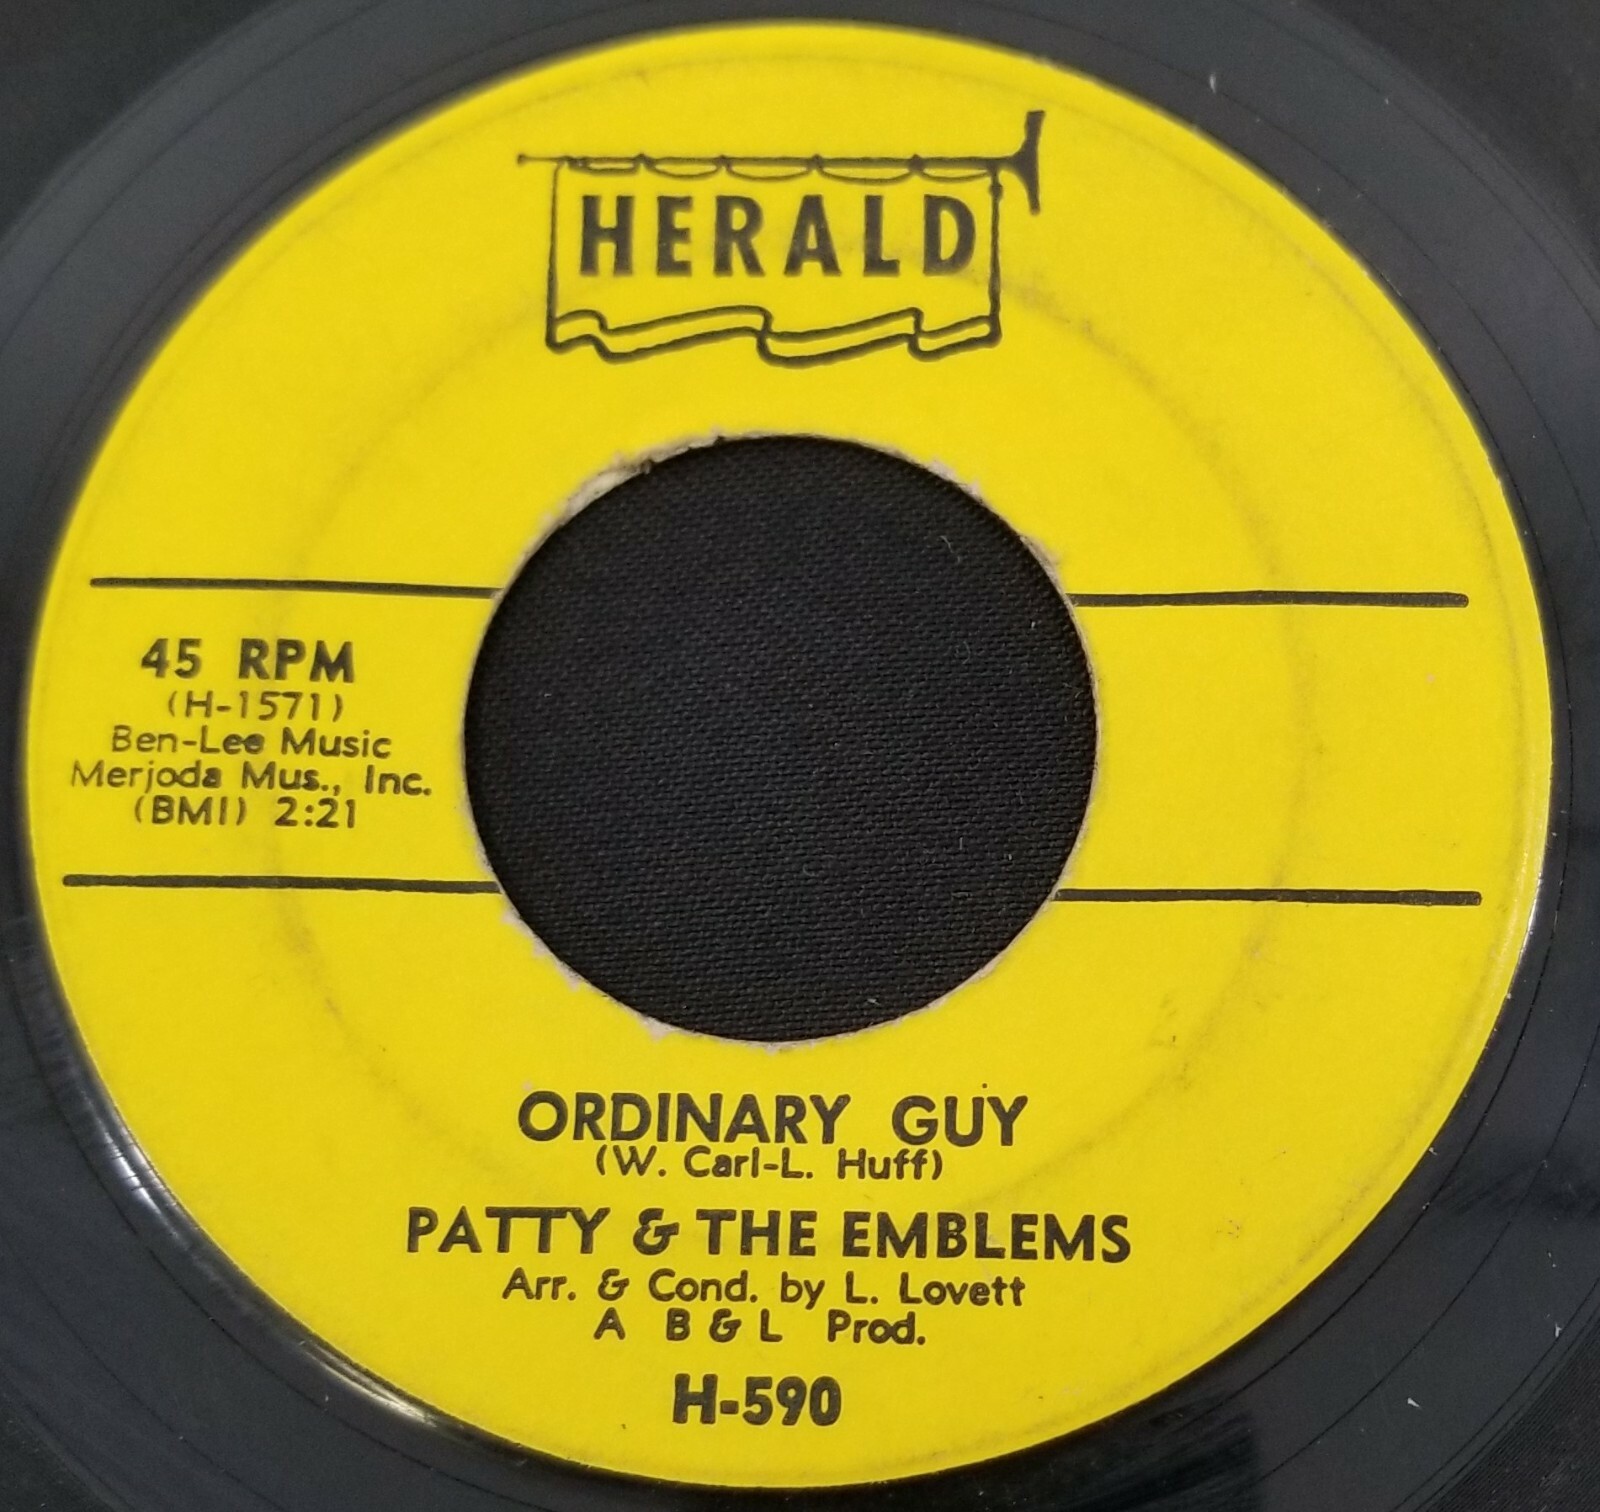 HERALD
45 RPM
(H-1571)
Ben-Lee Music
Merjoda Mus., Inc.
(BMI) 2:21
ORDINARY GUY
(W. Carl-L. Huff)
PATTY & THE EMBLEMS
Arr. & Cond. by L. Lovett
A B & L Prod.
H-590